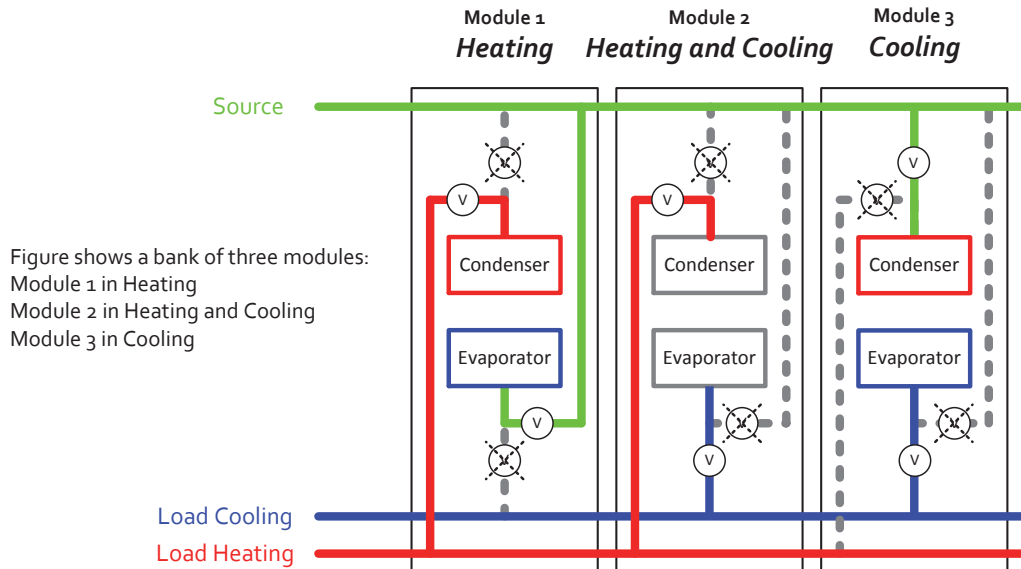 Module 1
Heating
Module 2
Heating and Cooling
Module 3
Cooling
Source
V
V
V
V
V
V
Figure shows a bank of three modules:
Module 1 in Heating
Module 2 in Heating and Cooling
Module 3 in Cooling
Condenser
Condenser
Condenser
Evaporator
Evaporator
Evaporator
V
V
V
V
V
V
Load Cooling
Load Heating